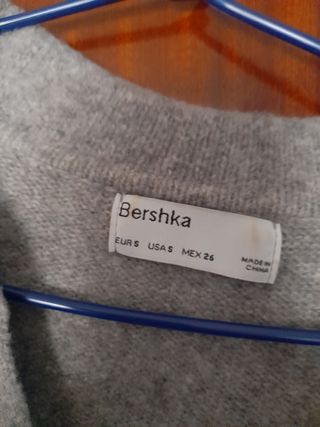 Bershka
EUR S USA S MEX 26
MADE IN
CHINA